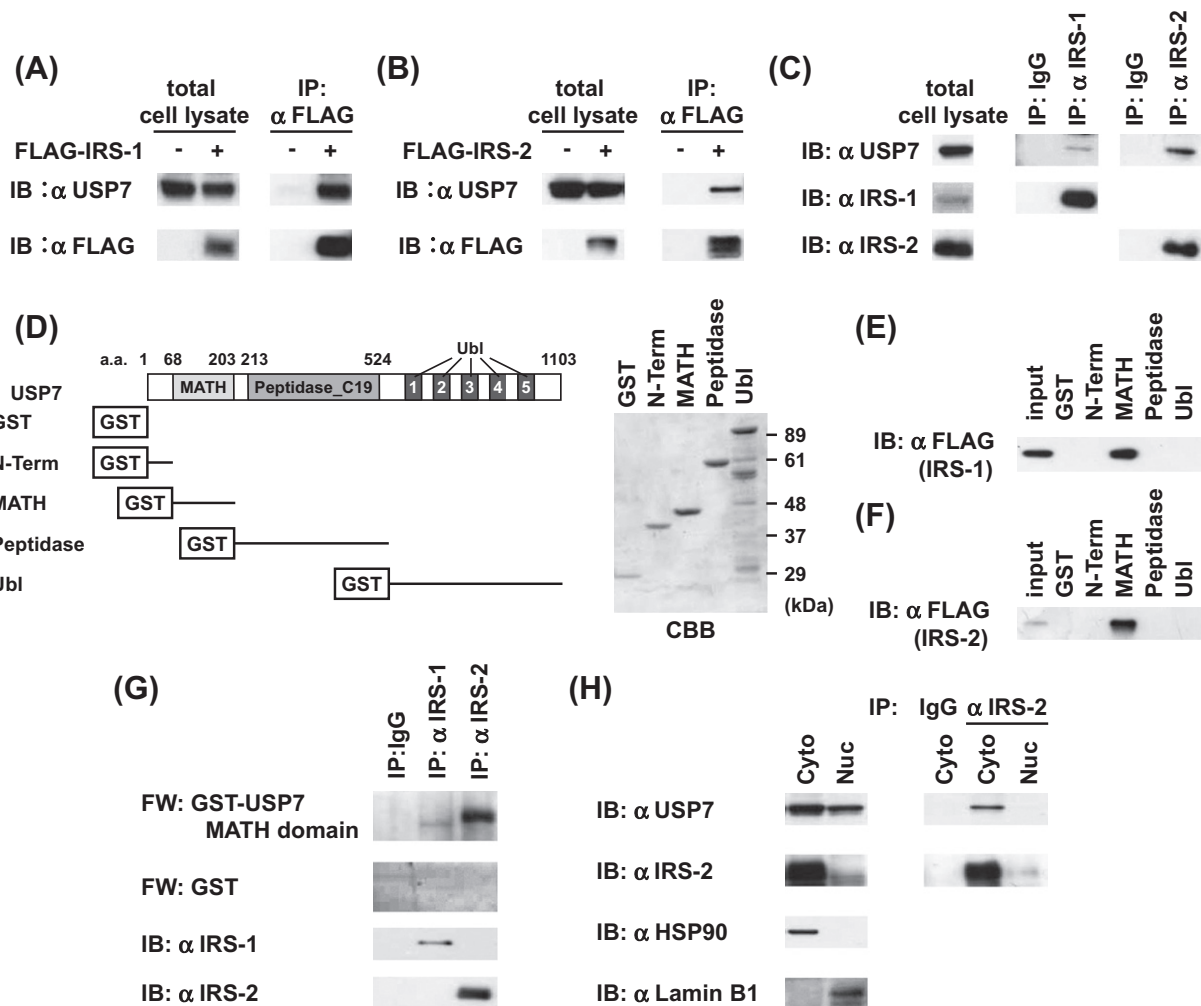 (A)
total
cell lysate
IP:
α FLAG
FLAG-IRS-1 - + - +
IB :α USP7
IB :α FLAG
(B)
total
cell lysate
IP:
α FLAG
FLAG-IRS-2 - + - +
IB :α USP7
IB :α FLAG
(C)
total
cell lysate
IP: IgG
IP: α IRS-1
IP: IgG
IP: α IRS-2
IB: α USP7
IB: α IRS-1
IB: α IRS-2
(D)
a.a. 1 68 203 213 524 Ubl 1103
USP7 MATH Peptidase_C19 1 2 3 4 5
GST GST
N-Term GST
MATH GST
Peptidase GST
Ubl GST
GST
N-Term
MATH
Peptidase
Ubl
89
61
48
37
29
(kDa)
CBB
(E)
input
GST
N-Term
MATH
Peptidase
Ubl
IB: α FLAG
(IRS-1)
(F)
input
GST
N-Term
MATH
Peptidase
Ubl
IB: α FLAG
(IRS-2)
(G)
IP:IgG
IP: α IRS-1
IP: α IRS-2
FW: GST-USP7
MATH domain
FW: GST
IB: α IRS-1
IB: α IRS-2
(H)
IP: IgG α IRS-2
Cyto
Nuc
Cyto
Cyto
Nuc
IB: α USP7
IB: α IRS-2
IB: α HSP90
IB: α Lamin B1